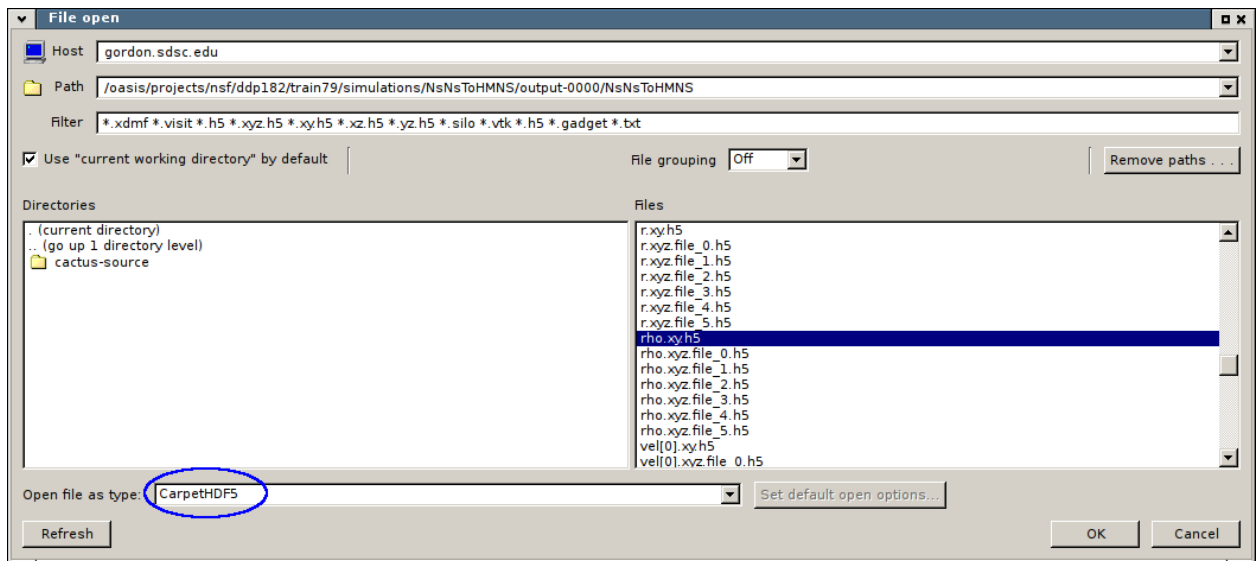 File open
Host gordon.sdsc.edu
Path /oasis/projects/nsf/ddp182/train79/simulations/NsNsToHMNS/output-0000/NsNsToHMNS
Filter *.xdmf *.visit *.h5 *.xyz.h5 *.xy.h5 *.xz.h5 *.yz.h5 *.silo *.vtk *.h5 *.gadget *.txt
Use "current working directory" by default File grouping Off Remove paths . . .
Directories Files
. (current directory)
.. (go up 1 directory level)
cactus-source
r.xy.h5
r.xyz.file_0.h5
r.xyz.file_1.h5
r.xyz.file_2.h5
r.xyz.file_3.h5
r.xyz.file_4.h5
r.xyz.file_5.h5
rho.xy.h5
rho.xyz.file_0.h5
rho.xyz.file_1.h5
rho.xyz.file_2.h5
rho.xyz.file_3.h5
rho.xyz.file_4.h5
rho.xyz.file_5.h5
vel[0].xy.h5
vel[0].xyz.file_0.h5
Open file as type: CarpetHDF5 Set default open options...
Refresh OK Cancel